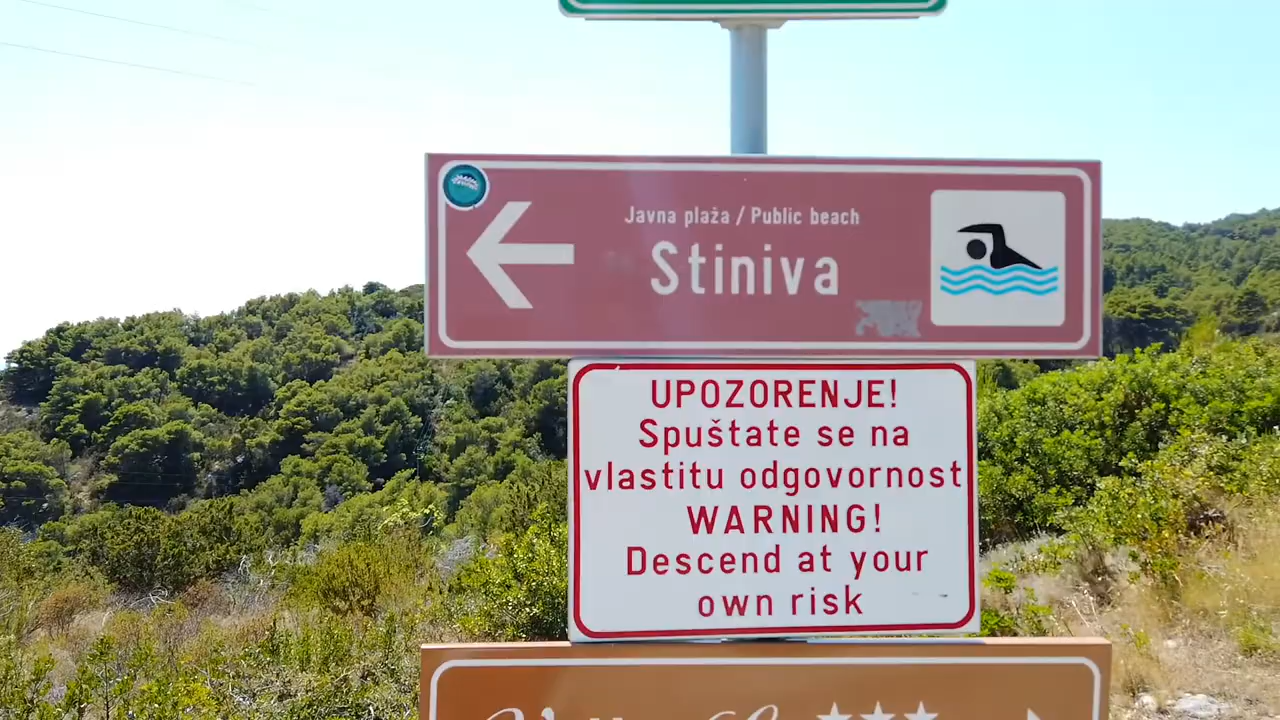 Javna plaža / Public beach
Stiniva
UPOZORENJE!
Spuštate se na
vlastitu odgovornost
WARNING!
Descend at your
own risk